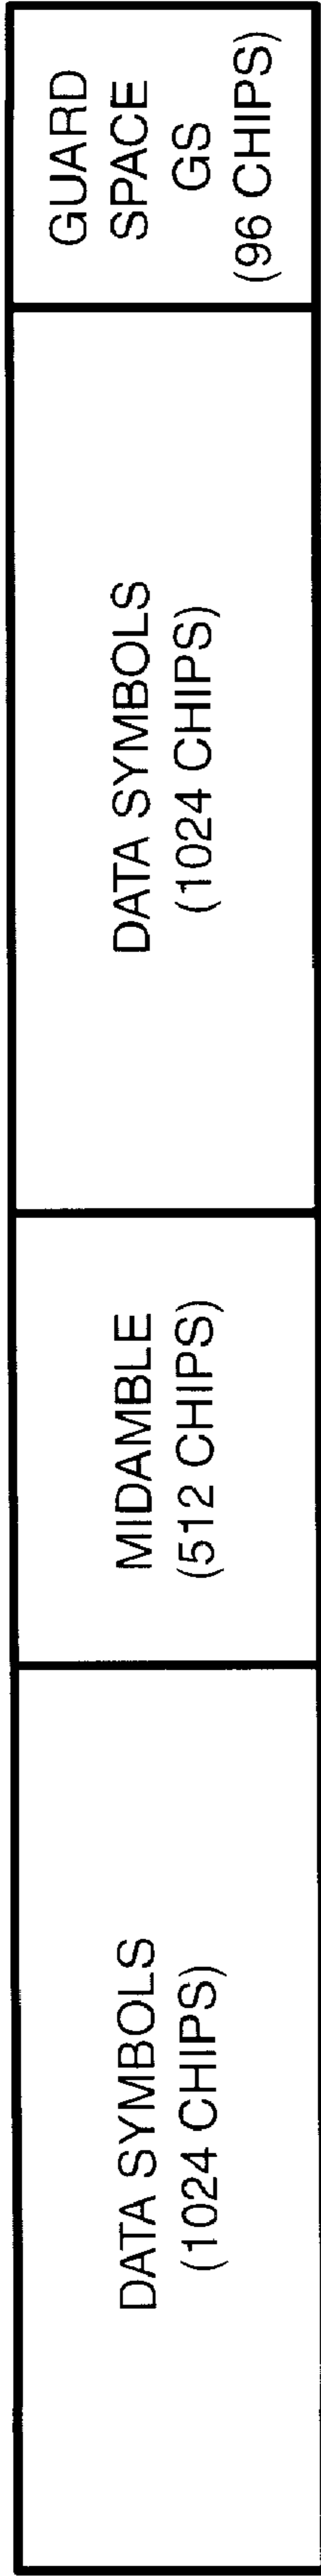 DATA SYMBOLS
(1024 CHIPS)
MIDAMBLE
(512 CHIPS)
DATA SYMBOLS
(1024 CHIPS)
GUARD
SPACE
GS
(96 CHIPS)